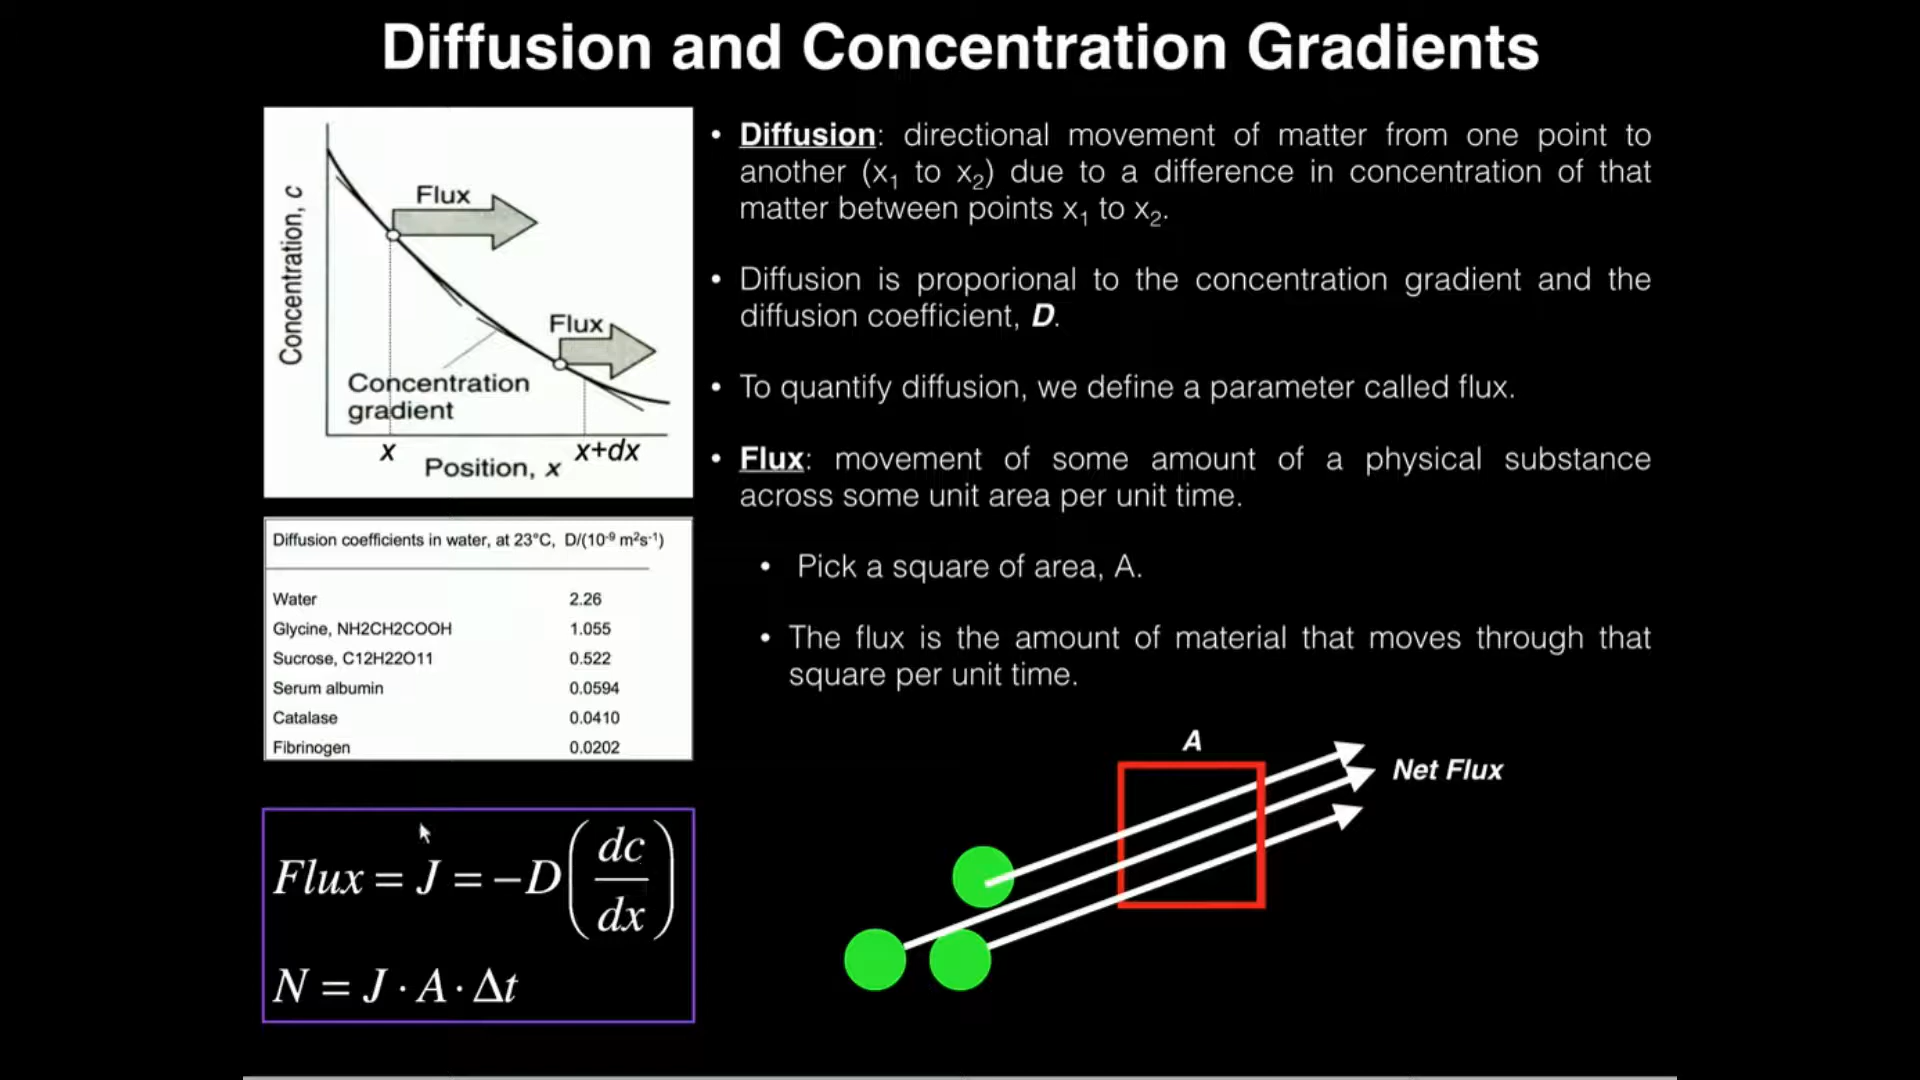 Diffusion and Concentration Gradients
Concentration, c
Flux
Flux
Concentration
gradient
x
x+dx
Position, x
Diffusion coefficients in water, at 23°C, D/(10⁻⁹ m²s⁻¹)
Water 2.26
Glycine, NH2CH2COOH 1.055
Sucrose, C12H22O11 0.522
Serum albumin 0.0594
Catalase 0.0410
Fibrinogen 0.0202
Flux = J = −D(dc/dx)
N = J · A · Δt
• Diffusion: directional movement of matter from one point to
another (x₁ to x₂) due to a difference in concentration of that
matter between points x₁ to x₂.
• Diffusion is proporional to the concentration gradient and the
diffusion coefficient, D.
• To quantify diffusion, we define a parameter called flux.
• Flux: movement of some amount of a physical substance
across some unit area per unit time.
• Pick a square of area, A.
• The flux is the amount of material that moves through that
square per unit time.
A
Net Flux